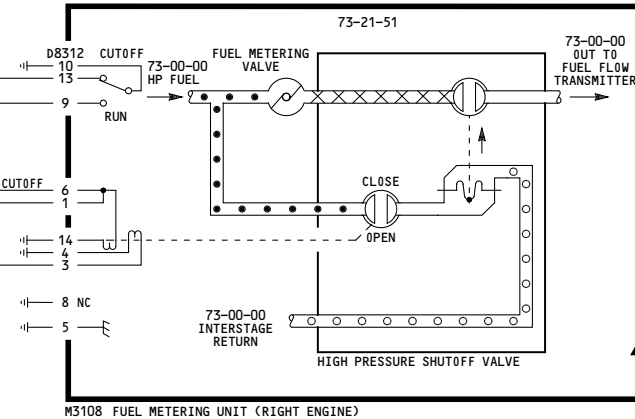 73-21-51
D8312 CUTOFF
10
13
9
RUN
73-00-00
HP FUEL
FUEL METERING
VALVE
73-00-00
OUT TO
FUEL FLOW
TRANSMITTER
CUTOFF
6
1
14
4
3
8 NC
5
CLOSE
OPEN
73-00-00
INTERSTAGE
RETURN
HIGH PRESSURE SHUTOFF VALVE
M3108 FUEL METERING UNIT (RIGHT ENGINE)